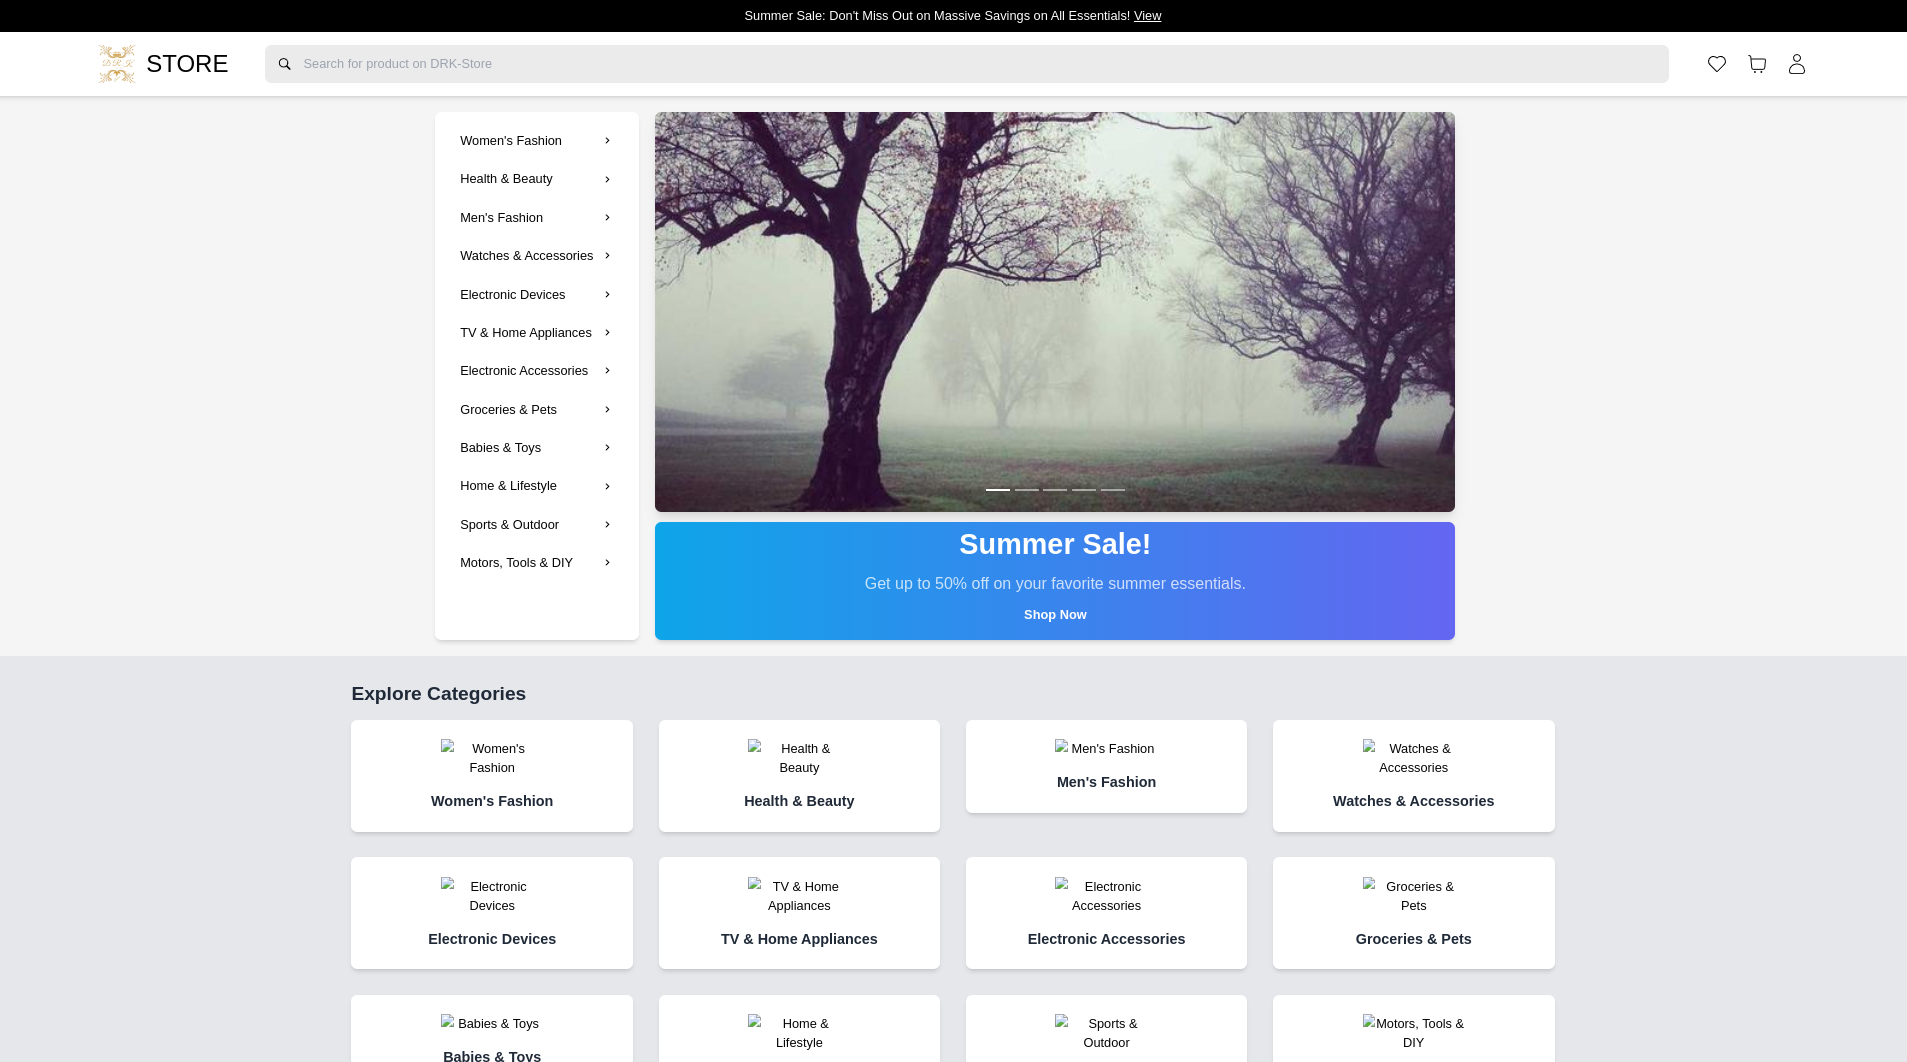 Summer Sale: Don't Miss Out on Massive Savings on All Essentials! View
DRK
STORE
Search for product on DRK-Store
Women's Fashion
Health & Beauty
Men's Fashion
Watches & Accessories
Electronic Devices
TV & Home Appliances
Electronic Accessories
Groceries & Pets
Babies & Toys
Home & Lifestyle
Sports & Outdoor
Motors, Tools & DIY
Summer Sale!
Get up to 50% off on your favorite summer essentials.
Shop Now
Explore Categories
Women's
Fashion
Women's Fashion
Health &
Beauty
Health & Beauty
Men's Fashion
Men's Fashion
Watches &
Accessories
Watches & Accessories
Electronic
Devices
Electronic Devices
TV & Home
Appliances
TV & Home Appliances
Electronic
Accessories
Electronic Accessories
Groceries &
Pets
Groceries & Pets
Babies & Toys
Babies & Toys
Home &
Lifestyle
Sports &
Outdoor
Motors, Tools &
DIY